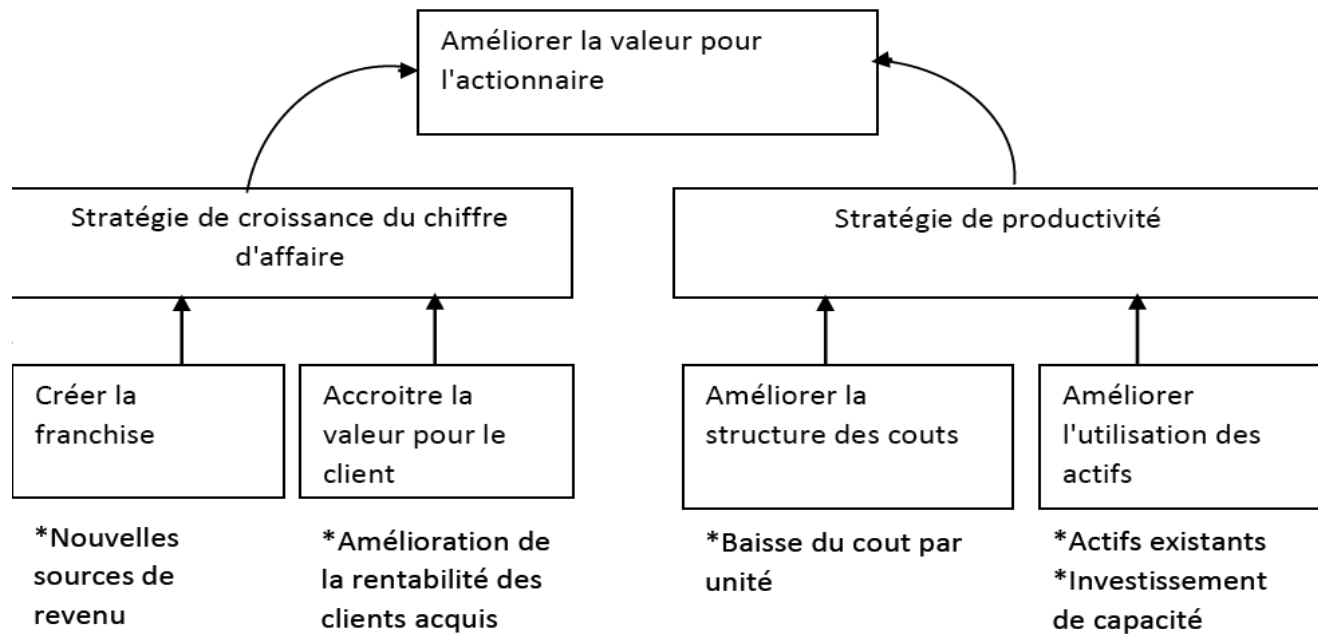 Améliorer la valeur pour
l'actionnaire
Stratégie de croissance du chiffre
d'affaire
Stratégie de productivité
Créer la
franchise
Accroitre la
valeur pour le
client
Améliorer la
structure des couts
Améliorer
l'utilisation des
actifs
*Nouvelles
sources de
revenu
*Amélioration de
la rentabilité des
clients acquis
*Baisse du cout par
unité
*Actifs existants
*Investissement
de capacité